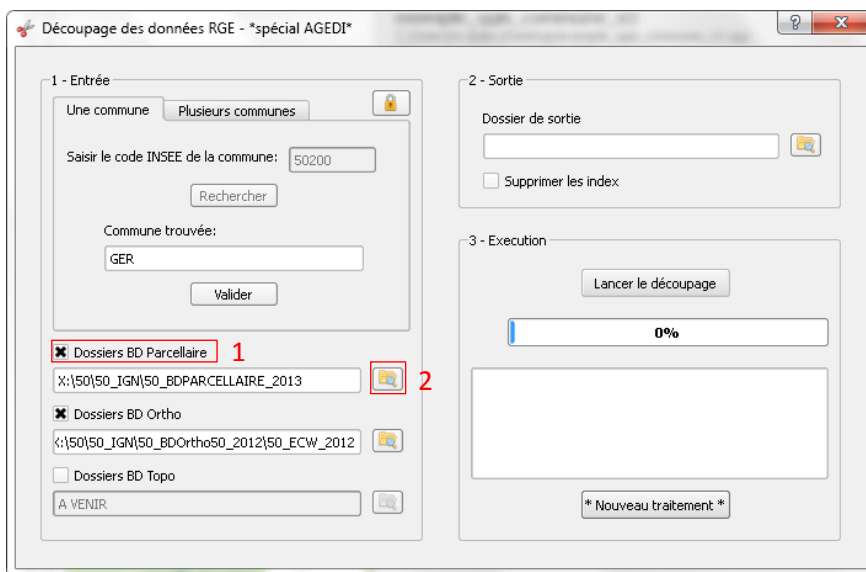 Découpage des données RGE - *spécial AGEDI*
1 - Entrée
Une commune
Plusieurs communes
Saisir le code INSEE de la commune:
50200
Rechercher
Commune trouvée:
GER
Valider
Dossiers BD Parcellaire
1
X:\50\50_IGN\50_BDPARCELLAIRE_2013
2
Dossiers BD Ortho
:\50\50_IGN\50_BDOrtho50_2012\50_ECW_2012
Dossiers BD Topo
A VENIR
2 - Sortie
Dossier de sortie
Supprimer les index
3 - Execution
Lancer le découpage
0%
* Nouveau traitement *